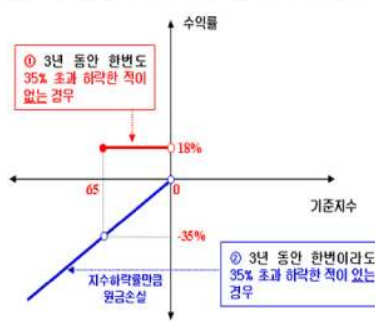 수익률
① 3년 동안 한번도
35% 초과 하락한 적이
없는 경우
18%
65
0
기준지수
-35%
② 3년 동안 한번이라도
35% 초과 하락한 적이 있는
경우
지수하락률만큼
원금손실